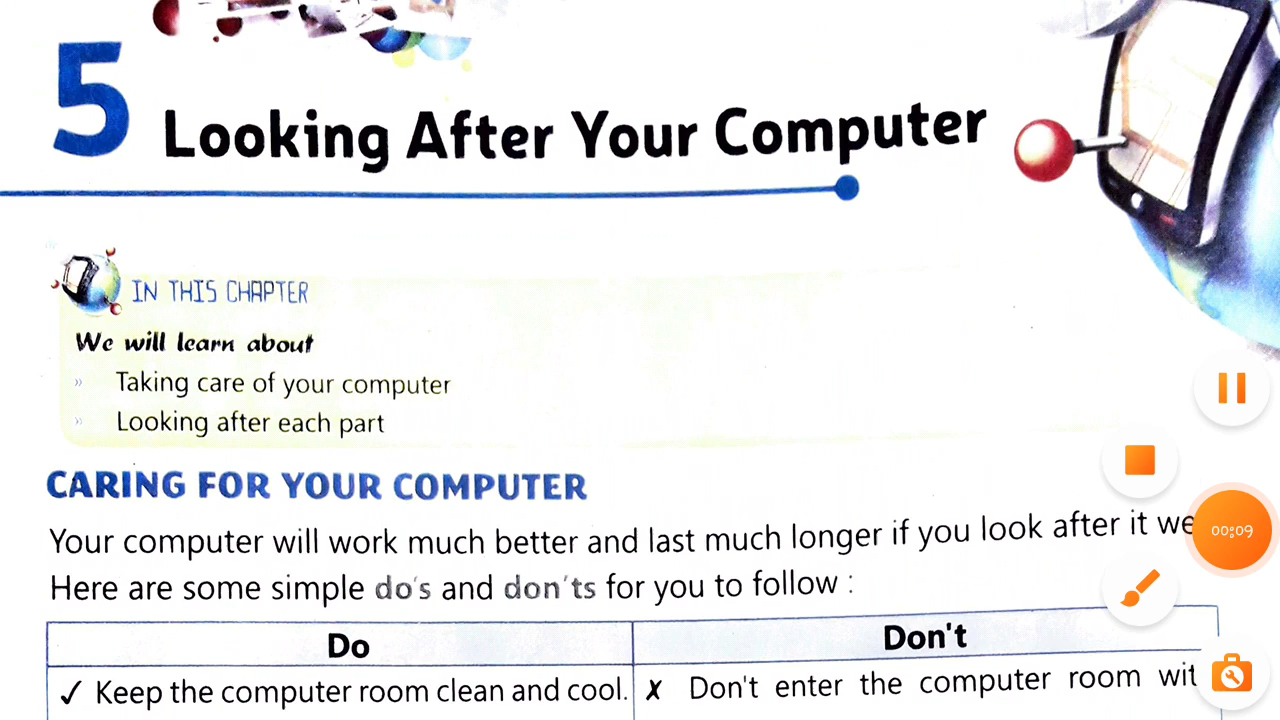 5
Looking After Your Computer
IN THIS CHAPTER
We will learn about
» Taking care of your computer
» Looking after each part
CARING FOR YOUR COMPUTER
Your computer will work much better and last much longer if you look after it we
Here are some simple do's and don'ts for you to follow :
Do Don't
✓ Keep the computer room clean and cool. ✗ Don't enter the computer room wit
00:09